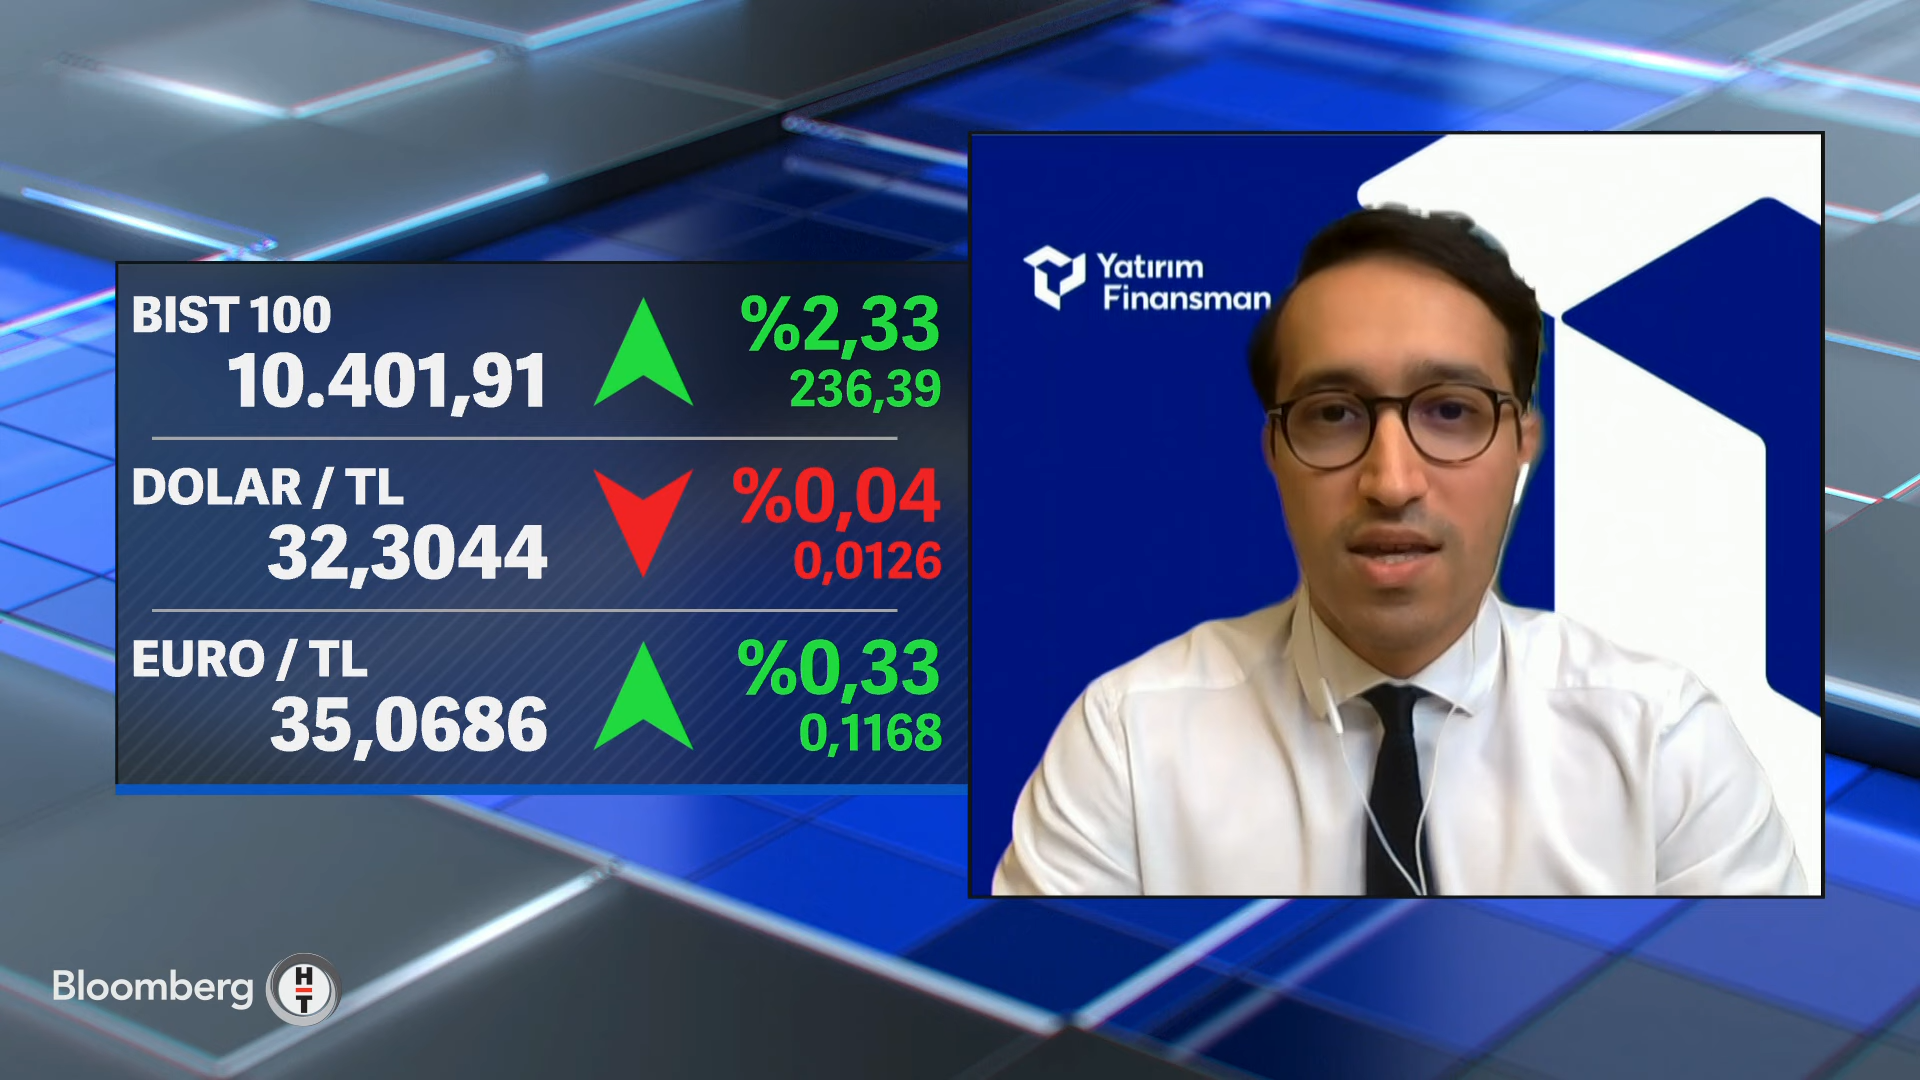 BIST 100
10.401,91
%2,33
236,39
DOLAR / TL
32,3044
%0,04
0,0126
EURO / TL
35,0686
%0,33
0,1168
Yatırım
Finansman
Bloomberg HT